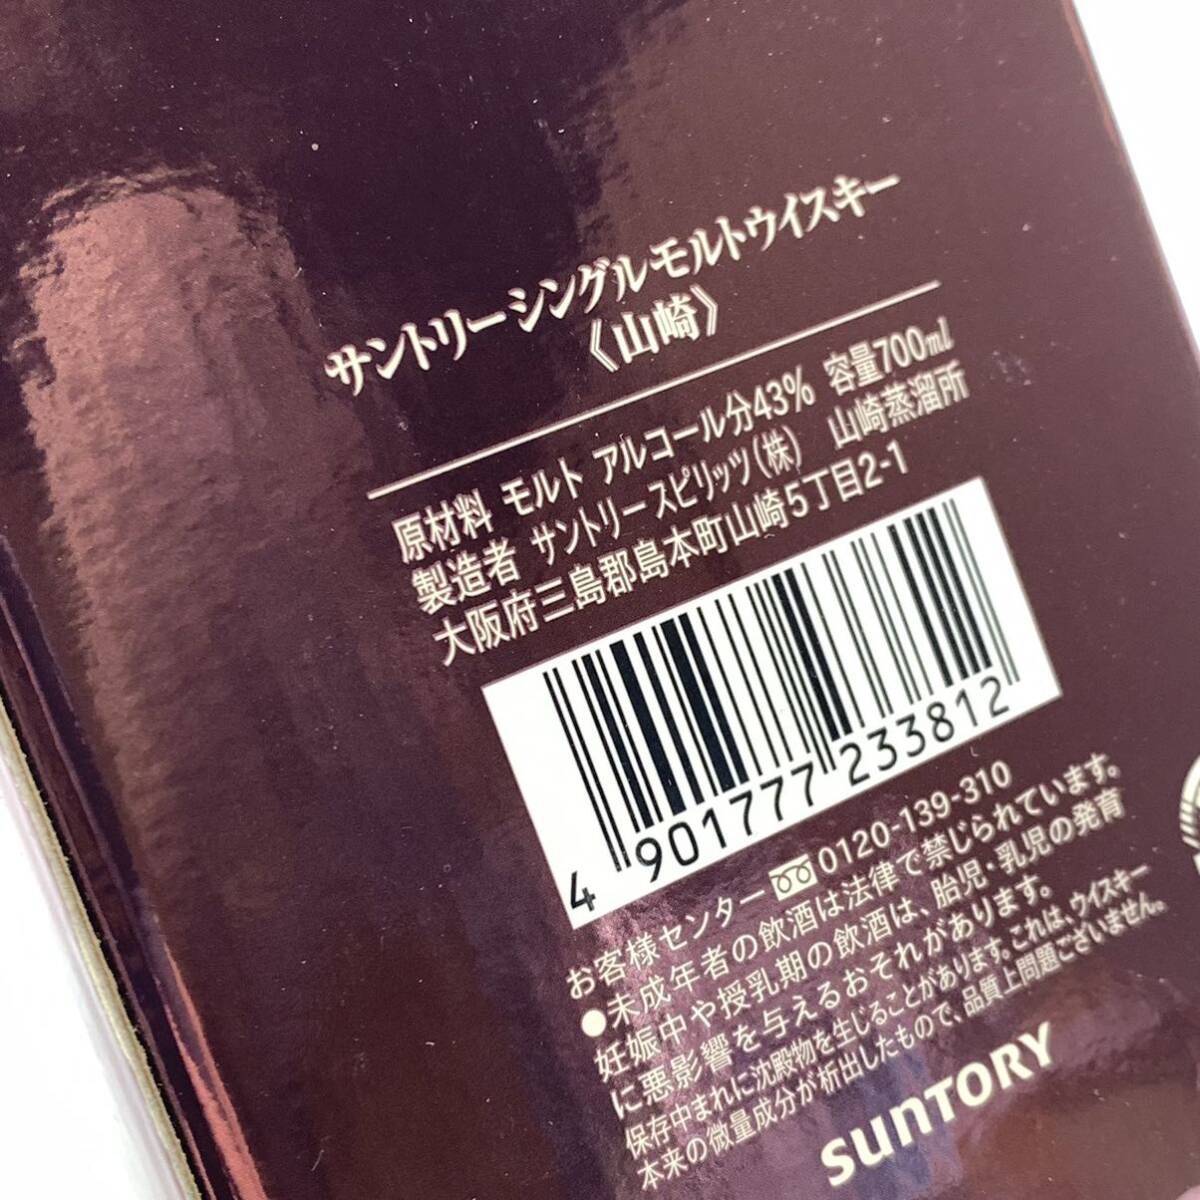 サントリーシングルモルトウイスキー
《山崎》
原材料 モルト アルコール分43% 容量700ml
製造者 サントリースピリッツ(株) 山崎蒸溜所
大阪府三島郡島本町山崎5丁目2-1
4 901777 233812
お客様センター 0120-139-310
●未成年者の飲酒は法律で禁じられています。
妊娠中や授乳期の飲酒は、胎児・乳児の発育
に悪影響を与えるおそれがあります。
保存中まれに沈殿物を生じることがあります。これは、ウイスキー
本来の微量成分が析出したもので、品質上問題ございません。
SUNTORY